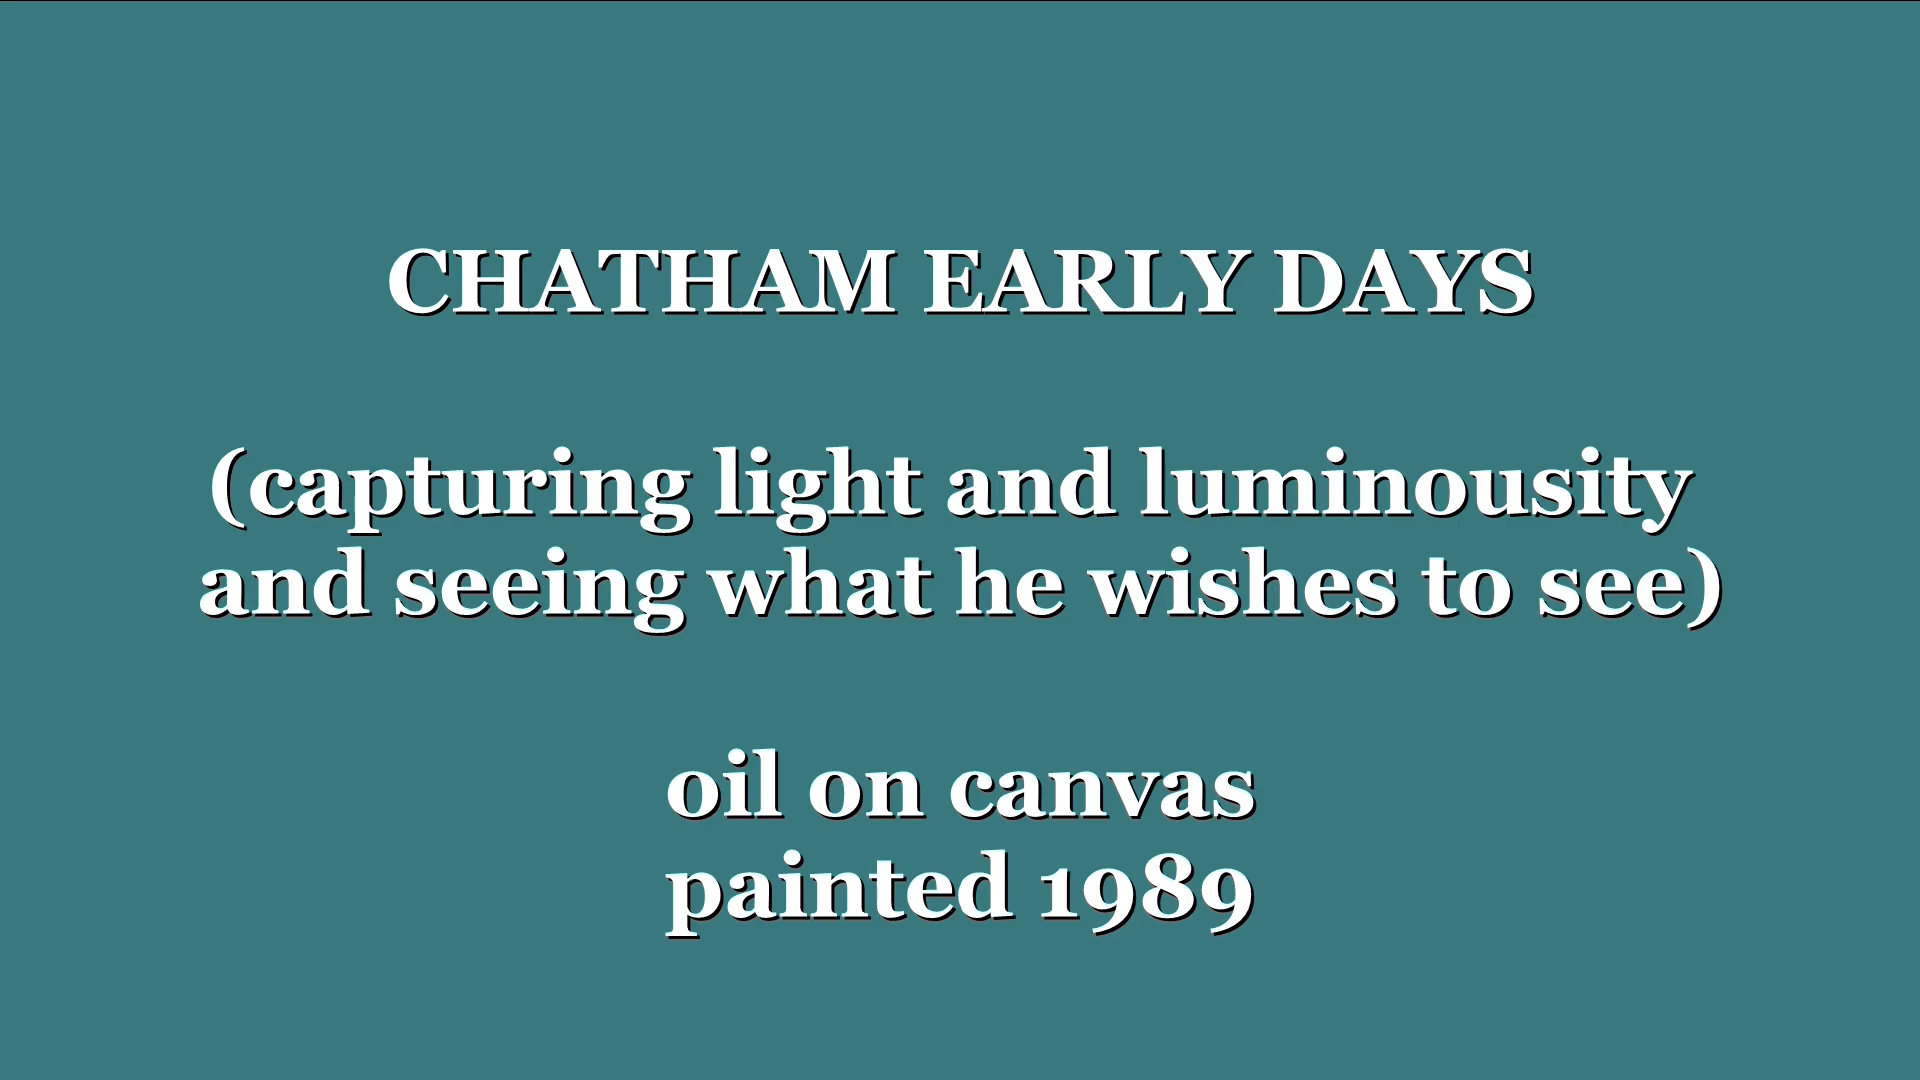 CHATHAM EARLY DAYS
(capturing light and luminousity
and seeing what he wishes to see)
oil on canvas
painted 1989